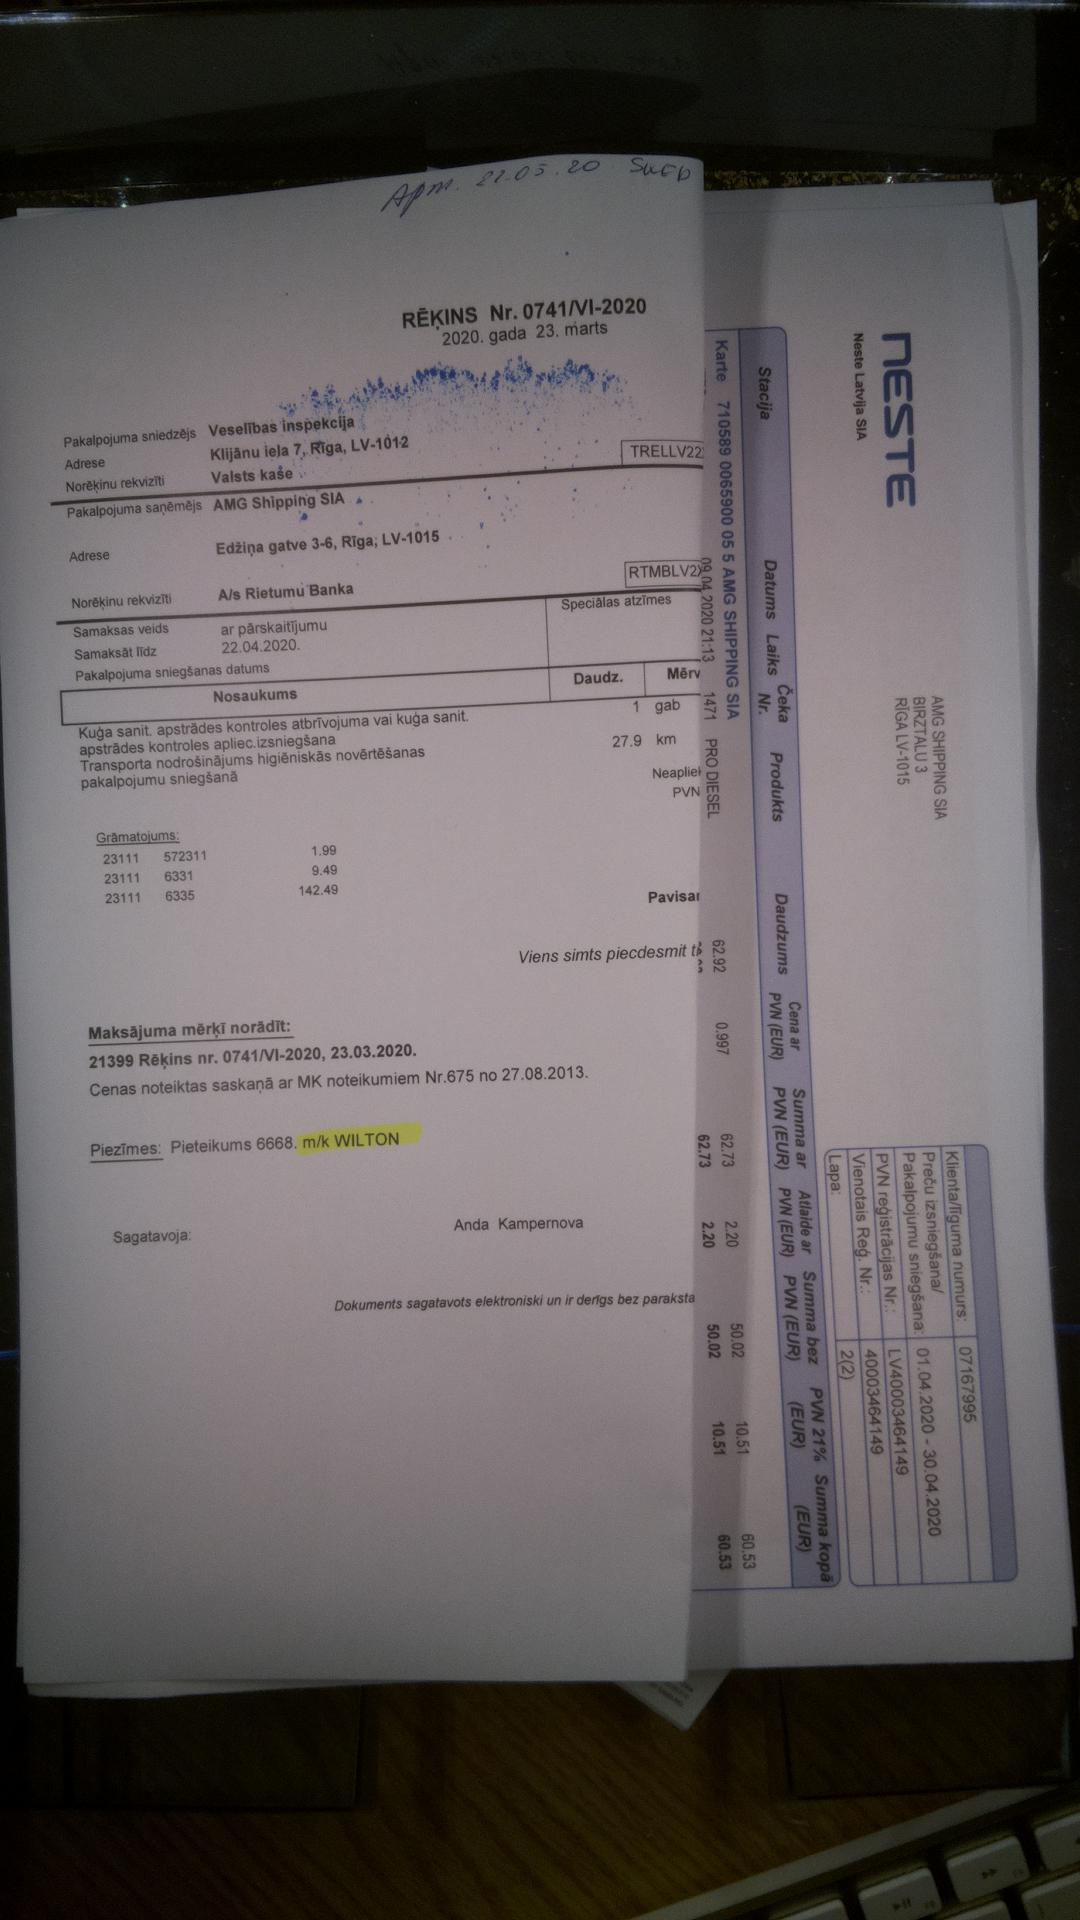 Apm. 22.05.20 SWED
RĒĶINS Nr. 0741/VI-2020
2020. gada 23. marts
Pakalpojuma sniedzējs Veselības inspekcija
Adrese Klijānu iela 7, Rīga, LV-1012
Norēķinu rekvizīti Valsts kase TRELLV22
Pakalpojuma saņēmējs AMG Shipping SIA
Adrese Edžiņa gatve 3-6, Rīga, LV-1015
Norēķinu rekvizīti A/s Rietumu Banka RTMBLV2X
Samaksas veids ar pārskaitījumu Speciālas atzīmes
Samaksāt līdz 22.04.2020.
Pakalpojuma sniegšanas datums
Nosaukums Daudz. Mērv
Kuģa sanit. apstrādes kontroles atbrīvojuma vai kuģa sanit. 1 gab
apstrādes kontroles apliec.izsniegšana
Transporta nodrošinājums higiēniskās novērtēšanas 27.9 km
pakalpojumu sniegšanā
Neapliek
PVN
Grāmatojums:
23111 572311 1.99
23111 6331 9.49
23111 6335 142.49
Pavisar
Viens simts piecdesmit t
Maksājuma mērķī norādīt:
21399 Rēķins nr. 0741/VI-2020, 23.03.2020.
Cenas noteiktas saskaņā ar MK noteikumiem Nr.675 no 27.08.2013.
Piezīmes: Pieteikums 6668. m/k WILTON
Sagatavoja: Anda Kampernova
Dokuments sagatavots elektroniski un ir derīgs bez paraksta
NESTE
Neste Latvija SIA
AMG SHIPPING SIA
BIRZTALU 3
RĪGA LV-1015
Klienta/līguma numurs: 07167995
Preču izsniegšana/
Pakalpojumu sniegšana: 01.04.2020 - 30.04.2020
PVN reģistrācijas Nr.: LV40003464149
Vienotais Reģ. Nr.: 40003464149
Lapa: 2(2)
Stacija Datums Laiks Čeka Nr. Produkts Daudzums Cena ar PVN (EUR) Summa ar PVN (EUR) Atlaide ar PVN (EUR) Summa bez PVN (EUR) PVN 21% (EUR) Summa kopā (EUR)
Karte 710589 0065900 05 5 AMG SHIPPING SIA
09.04.2020 21:13 1471 PRO DIESEL 62.92 0.997 62.73 2.20 50.02 10.51 60.53
62.73 2.20 50.02 10.51 60.53